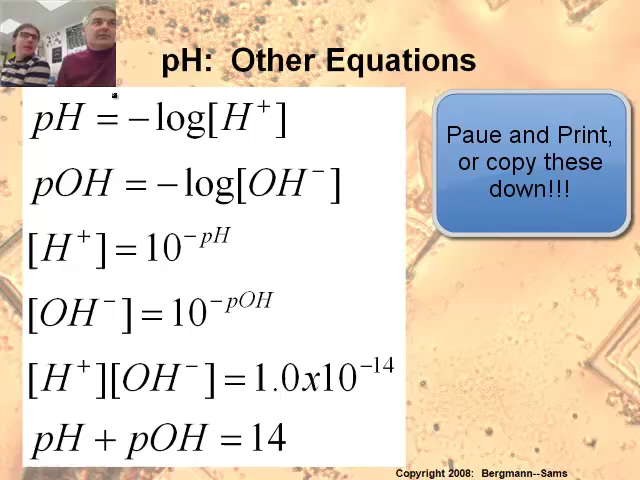 pH: Other Equations
pH = −log[H⁺]
pOH = −log[OH⁻]
[H⁺] = 10⁻ᵖᴴ
[OH⁻] = 10⁻ᵖᴼᴴ
[H⁺][OH⁻] = 1.0x10⁻¹⁴
pH + pOH = 14
Paue and Print,
or copy these
down!!!
Copyright 2008: Bergmann--Sams